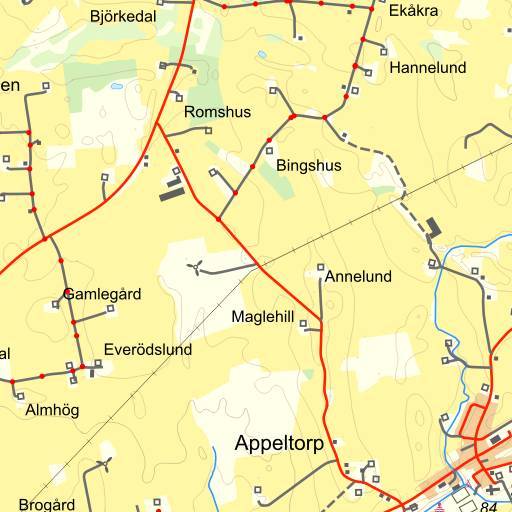 Björkedal
Ekåkra
Hannelund
en
Romshus
Bingshus
Annelund
Gamlegård
Maglehill
Everödslund
al
Almhög
Appeltorp
Brogård
84